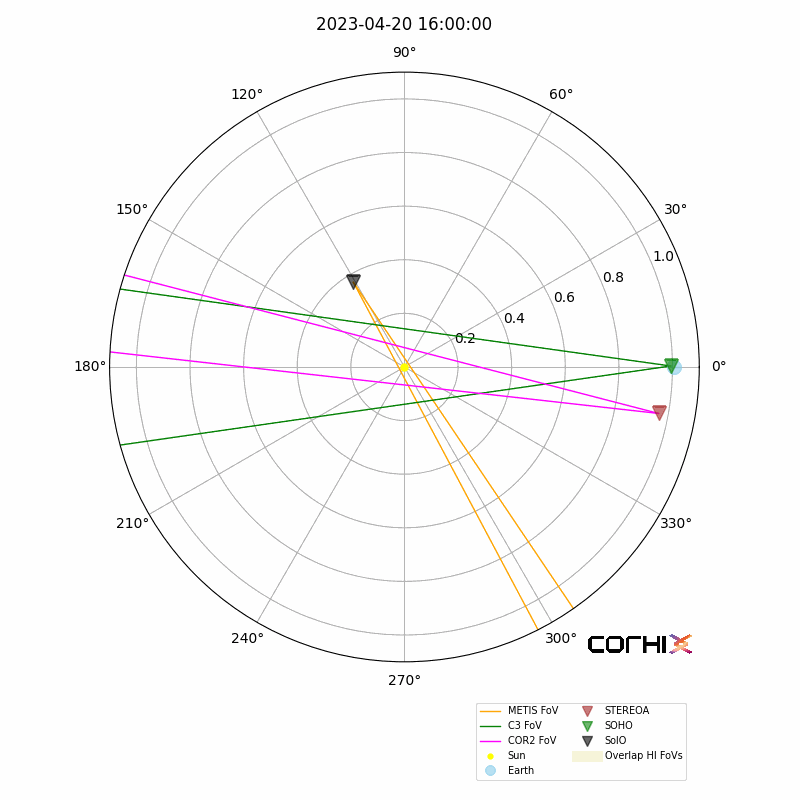 2023-04-20 16:00:00
90°
120° 60°
150° 30°
1.0
0.8
0.6
0.4
0.2
180° 0°
210° 330°
240° 300°
270°
CORHIX
METIS FoV STEREOA
C3 FoV SOHO
COR2 FoV SolO
Sun Overlap HI FoVs
Earth